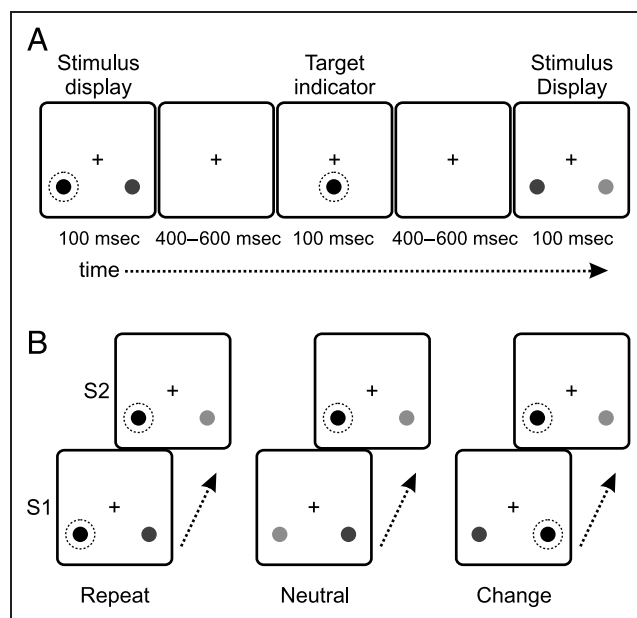 A
Stimulus display
Target indicator
Stimulus Display
100 msec 400–600 msec 100 msec 400–600 msec 100 msec
time
B
S2
S1
Repeat Neutral Change